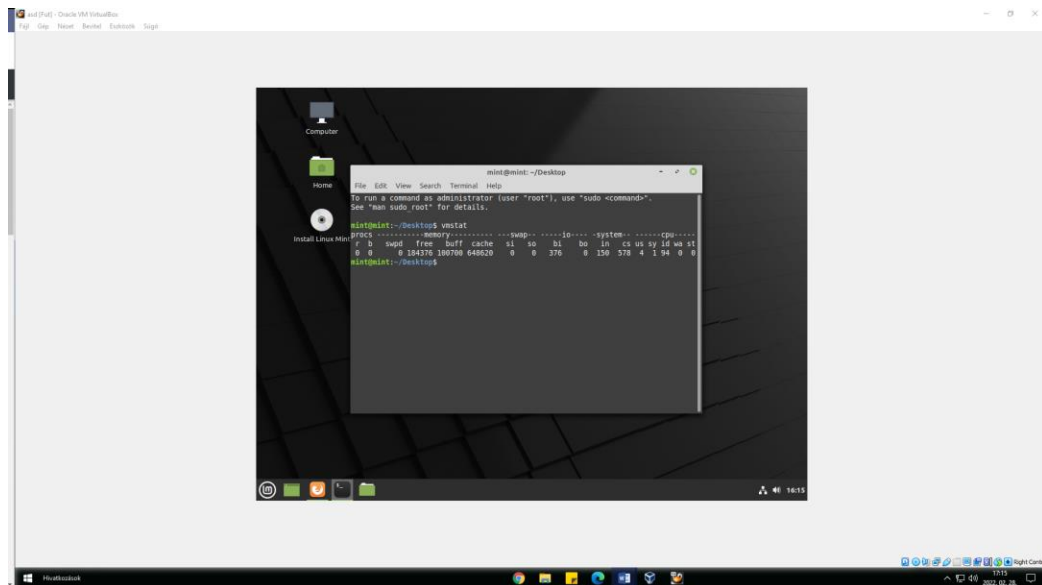 asd [Fut] - Oracle VM VirtualBox
Fájl Gép Nézet Bevitel Eszközök Súgó
Computer
Home
Install Linux Mint
mint@mint: ~/Desktop
File Edit View Search Terminal Help
To run a command as administrator (user "root"), use "sudo <command>".
See "man sudo_root" for details.
mint@mint:~/Desktop$ vmstat
procs -----------memory---------- ---swap-- -----io---- -system-- ------cpu-----
r b swpd free buff cache si so bi bo in cs us sy id wa st
0 0 0 184376 100700 648620 0 0 376 8 150 578 4 1 94 0 0
mint@mint:~/Desktop$
16:15
Right Cont
Hivatkozások
17:15
2022. 02. 28.